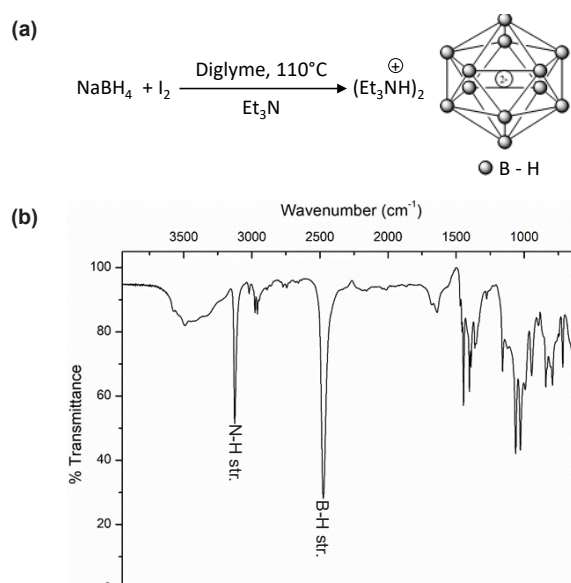 (a)
NaBH₄ + I₂
Diglyme, 110°C
Et₃N
⊕
(Et₃NH)₂
2-
B - H
(b)
Wavenumber (cm⁻¹)
3500 3000 2500 2000 1500 1000
% Transmittance
100
80
60
40
20
N-H str.
B-H str.